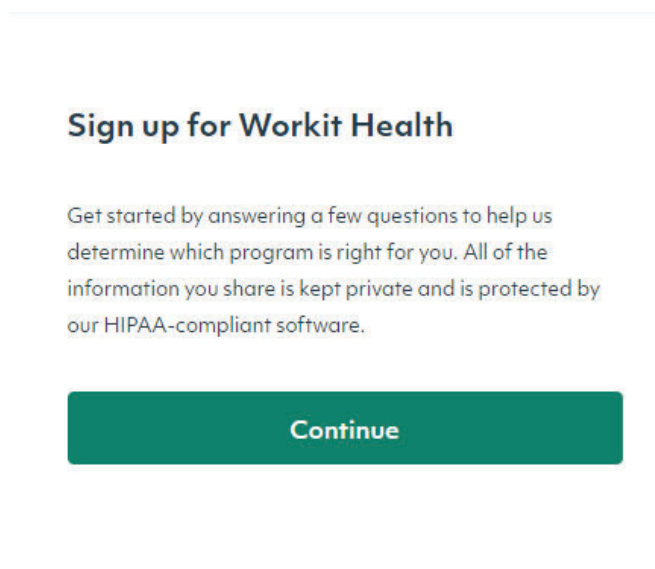 Sign up for Workit Health
Get started by answering a few questions to help us
determine which program is right for you. All of the
information you share is kept private and is protected by
our HIPAA-compliant software.
Continue